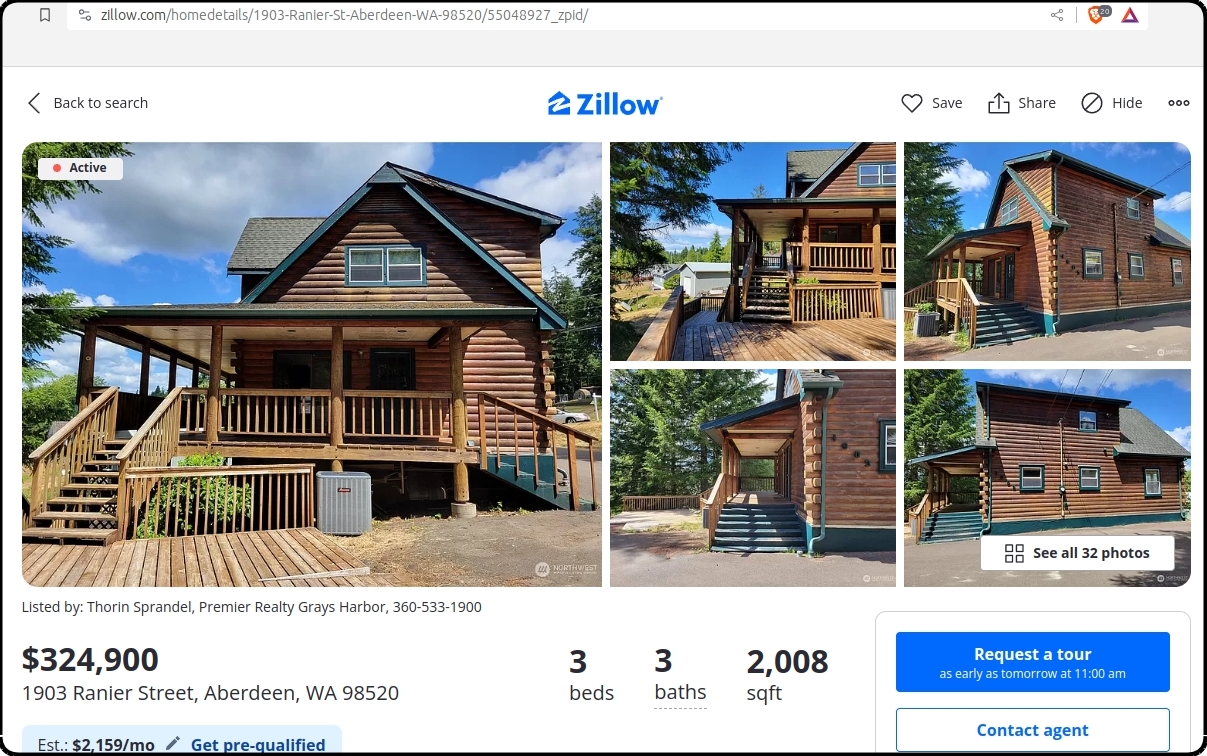 zillow.com/homedetails/1903-Ranier-St-Aberdeen-WA-98520/55048927_zpid/
20
Back to search
Zillow
Save
Share
Hide
Active
NORTHWEST
See all 32 photos
Listed by: Thorin Sprandel, Premier Realty Grays Harbor, 360-533-1900
$324,900
3
3
2,008
1903 Ranier Street, Aberdeen, WA 98520
beds
baths
sqft
Request a tour
as early as tomorrow at 11:00 am
Est.: $2,159/mo Get pre-qualified
Contact agent